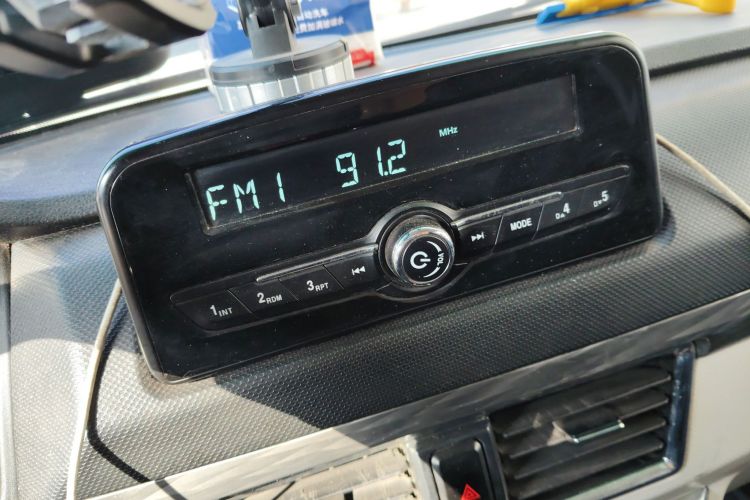 FM1 91.2 MHz
1INT 2RDM 3RPT ⏮ VOL ⏭ MODE D▲4 D▼5